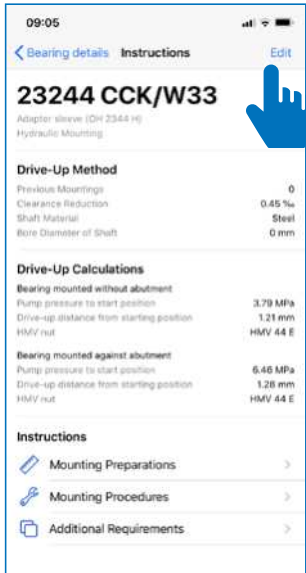 09:05
Bearing details Instructions Edit
23244 CCK/W33
Adapter sleeve (OH 2344 H)
Hydraulic Mounting
Drive-Up Method
Previous Mountings 0
Clearance Reduction 0.45 ‰
Shaft Material Steel
Bore Diameter of Shaft 0 mm
Drive-Up Calculations
Bearing mounted without abutment
Pump pressure to start position 3.79 MPa
Drive-up distance from starting position 1.21 mm
HMV nut HMV 44 E
Bearing mounted against abutment
Pump pressure to start position 6.46 MPa
Drive-up distance from starting position 1.28 mm
HMV nut HMV 44 E
Instructions
Mounting Preparations
Mounting Procedures
Additional Requirements